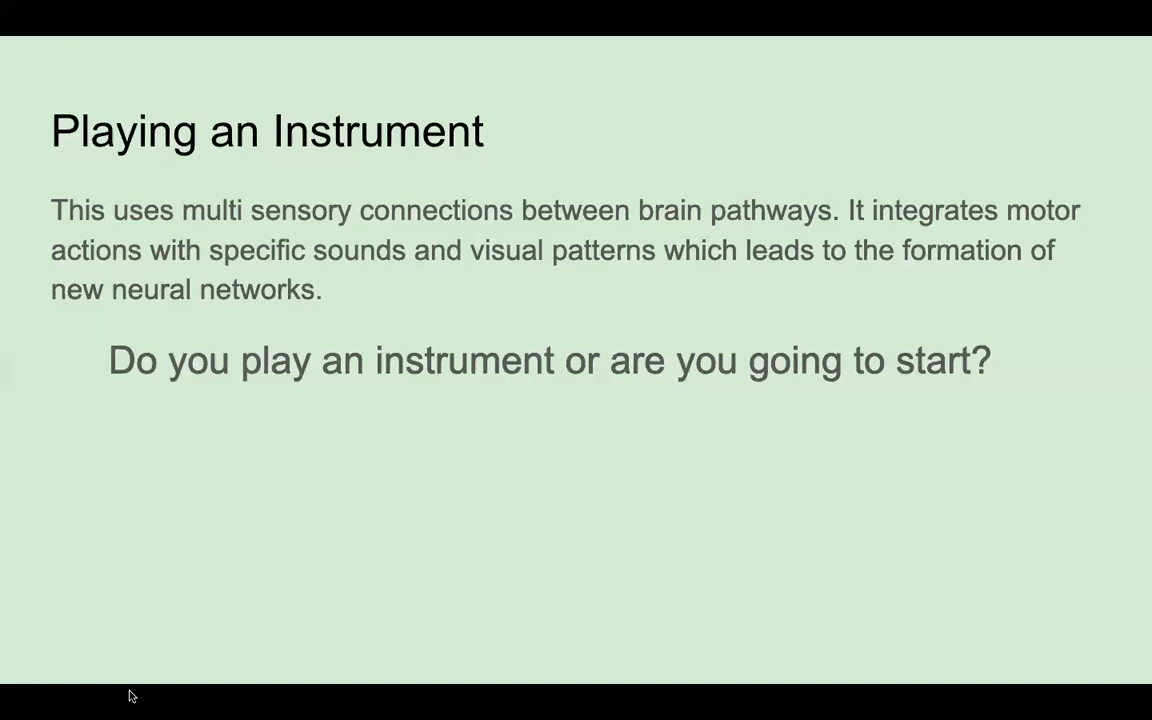 Playing an Instrument
This uses multi sensory connections between brain pathways. It integrates motor
actions with specific sounds and visual patterns which leads to the formation of
new neural networks.
Do you play an instrument or are you going to start?